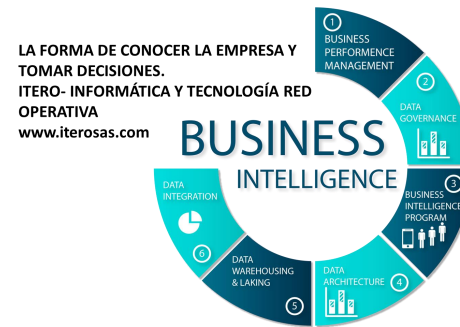 LA FORMA DE CONOCER LA EMPRESA Y
TOMAR DECISIONES.
ITERO- INFORMÁTICA Y TECNOLOGÍA RED
OPERATIVA
www.iterosas.com
BUSINESS
INTELLIGENCE
1
BUSINESS
PERFORMENCE
MANAGEMENT
2
DATA
GOVERNANCE
3
BUSINESS
INTELLIGENCE
PROGRAM
DATA
ARCHITECTURE 4
DATA
WAREHOUSING
& LAKING
5
DATA
INTEGRATION
6